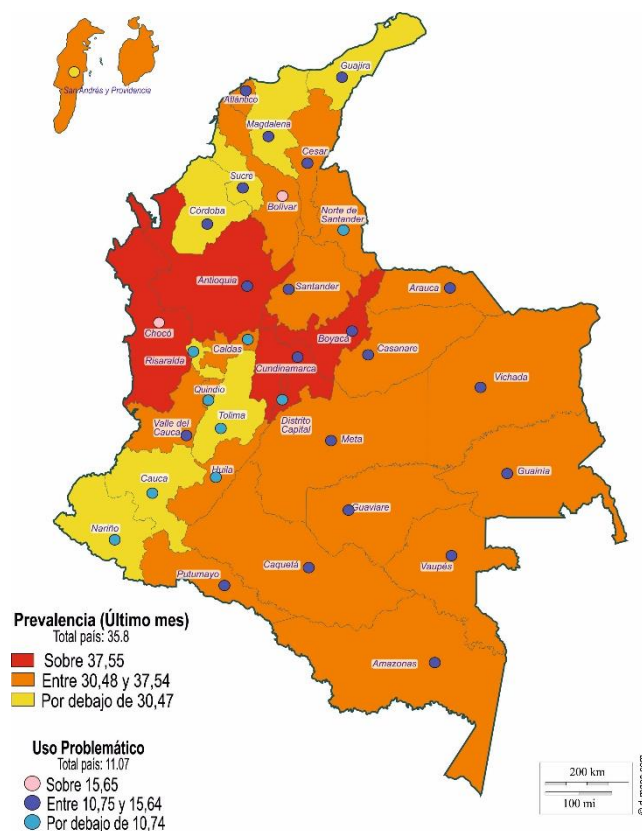 San Andrés y Providencia
Guajira
Atlántico
Magdalena
Cesar
Sucre
Bolívar
Córdoba
Norte de
Santander
Antioquia
Santander
Arauca
Chocó
Boyacá
Caldas
Risaralda
Cundinamarca
Casanare
Vichada
Quindío
Tolima
Distrito
Capital
Valle del
Cauca
Meta
Huila
Cauca
Guainía
Guaviare
Nariño
Vaupés
Caquetá
Putumayo
Amazonas
Prevalencia (Último mes)
Total país: 35.8
Sobre 37,55
Entre 30,48 y 37,54
Por debajo de 30,47
Uso Problemático
Total país: 11.07
Sobre 15,65
Entre 10,75 y 15,64
Por debajo de 10,74
200 km
100 mi
© d-maps.com